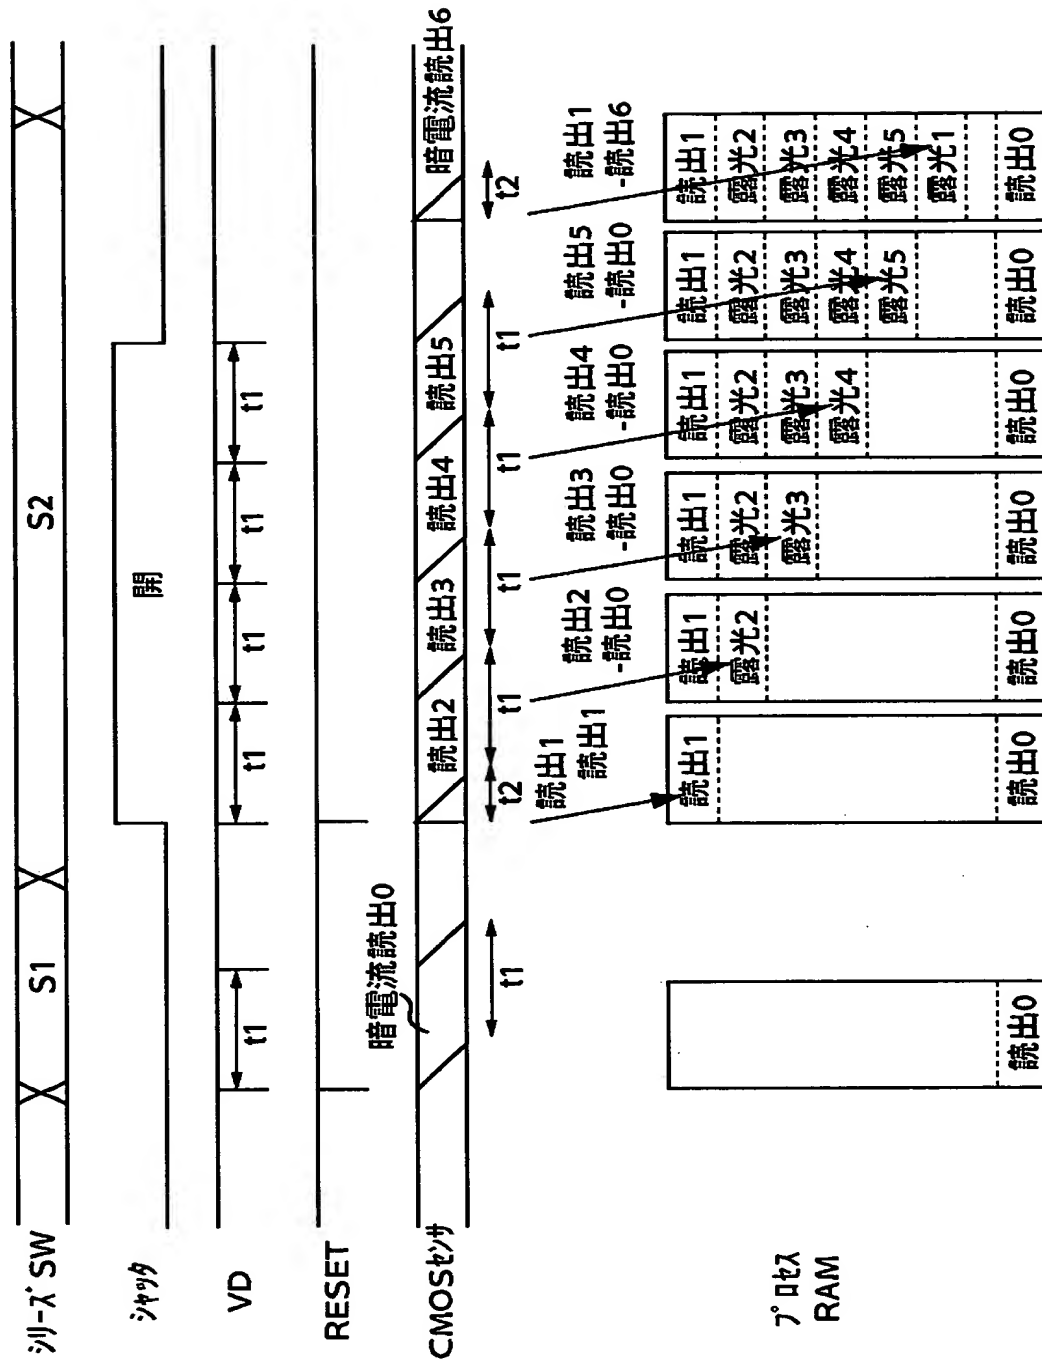 ｼﾘｰｽﾞ SW
S1
S2
ｼｬｯﾀ
開
VD
t1
t1
t1
t1
t1
RESET
CMOSｾﾝｻ
暗電流読出0
読出2
読出3
読出4
読出5
暗電流読出6
t1
t2
t1
t1
t1
t1
t2
読出1
読出1
読出2
-読出0
読出3
-読出0
読出4
-読出0
読出5
-読出0
読出1
-読出6
ﾌﾟﾛｾｽ
RAM
読出0
読出1
読出0
読出1
露光2
読出0
読出1
露光2
露光3
読出0
読出1
露光2
露光3
露光4
読出0
読出1
露光2
露光3
露光4
露光5
読出0
読出1
露光2
露光3
露光4
露光5
露光1
読出0